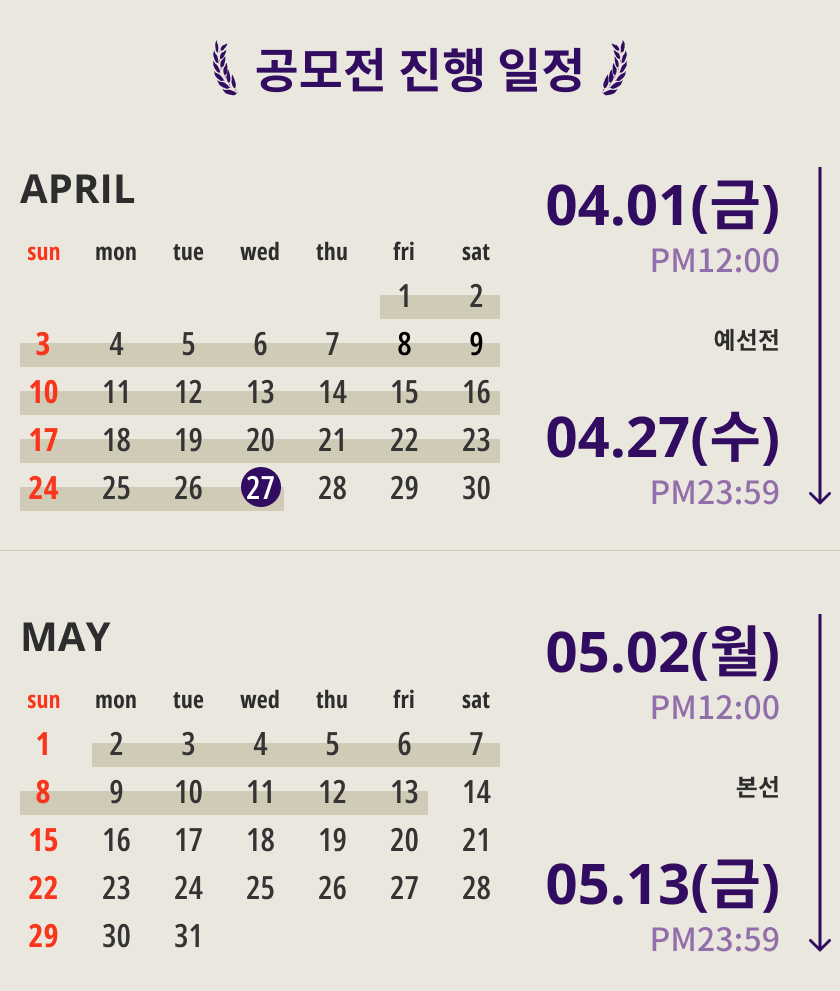 공모전 진행 일정
APRIL
sun mon tue wed thu fri sat
1 2
3 4 5 6 7 8 9
10 11 12 13 14 15 16
17 18 19 20 21 22 23
24 25 26 27 28 29 30
04.01(금)
PM12:00
예선전
04.27(수)
PM23:59
MAY
sun mon tue wed thu fri sat
1 2 3 4 5 6 7
8 9 10 11 12 13 14
15 16 17 18 19 20 21
22 23 24 25 26 27 28
29 30 31
05.02(월)
PM12:00
본선
05.13(금)
PM23:59